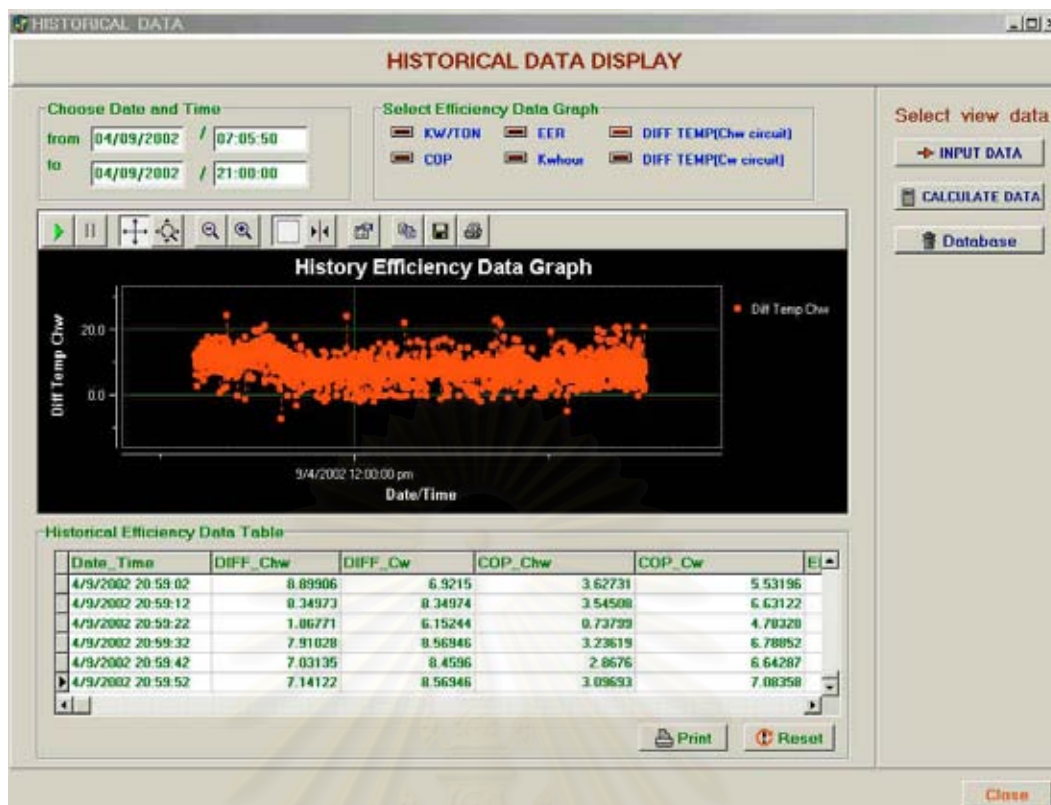 HISTORICAL DATA
HISTORICAL DATA DISPLAY
Choose Date and Time
from 04/09/2002 / 07:05:50
to 04/09/2002 / 21:00:00
Select Efficiency Data Graph
KW/TON EER DIFF TEMP(Chw circuit)
COP Kwhour DIFF TEMP(Cw circuit)
Select view data
INPUT DATA
CALCULATE DATA
Database
History Efficiency Data Graph
Diff Temp Chw
20.0
0.0
Diff Temp Chw
9/4/2002 12:00:00 pm
Date/Time
Historical Efficiency Data Table
Date_Time DIFF_Chw DIFF_Cw COP_Chw COP_Cw
4/9/2002 20:59:02 8.89906 6.9215 3.62731 5.53196
4/9/2002 20:59:12 8.34973 8.34974 3.54508 6.63122
4/9/2002 20:59:22 1.86771 6.15244 0.73799 4.78328
4/9/2002 20:59:32 7.91028 8.56946 3.23619 6.78852
4/9/2002 20:59:42 7.03135 8.4596 2.8676 6.64287
4/9/2002 20:59:52 7.14122 8.56946 3.09693 7.08358
Print Reset
Close